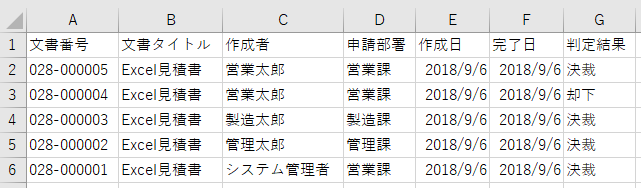 A B C D E F G
1 文書番号 文書タイトル 作成者 申請部署 作成日 完了日 判定結果
2 028-000005 Excel見積書 営業太郎 営業課 2018/9/6 2018/9/6 決裁
3 028-000004 Excel見積書 営業太郎 営業課 2018/9/6 2018/9/6 却下
4 028-000003 Excel見積書 製造太郎 製造課 2018/9/6 2018/9/6 決裁
5 028-000002 Excel見積書 管理太郎 管理課 2018/9/6 2018/9/6 決裁
6 028-000001 Excel見積書 システム管理者 営業課 2018/9/6 2018/9/6 決裁